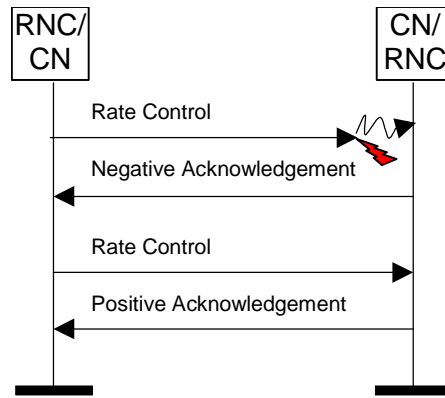 RNC/
CN
CN/
RNC
Rate Control
Negative Acknowledgement
Rate Control
Positive Acknowledgement